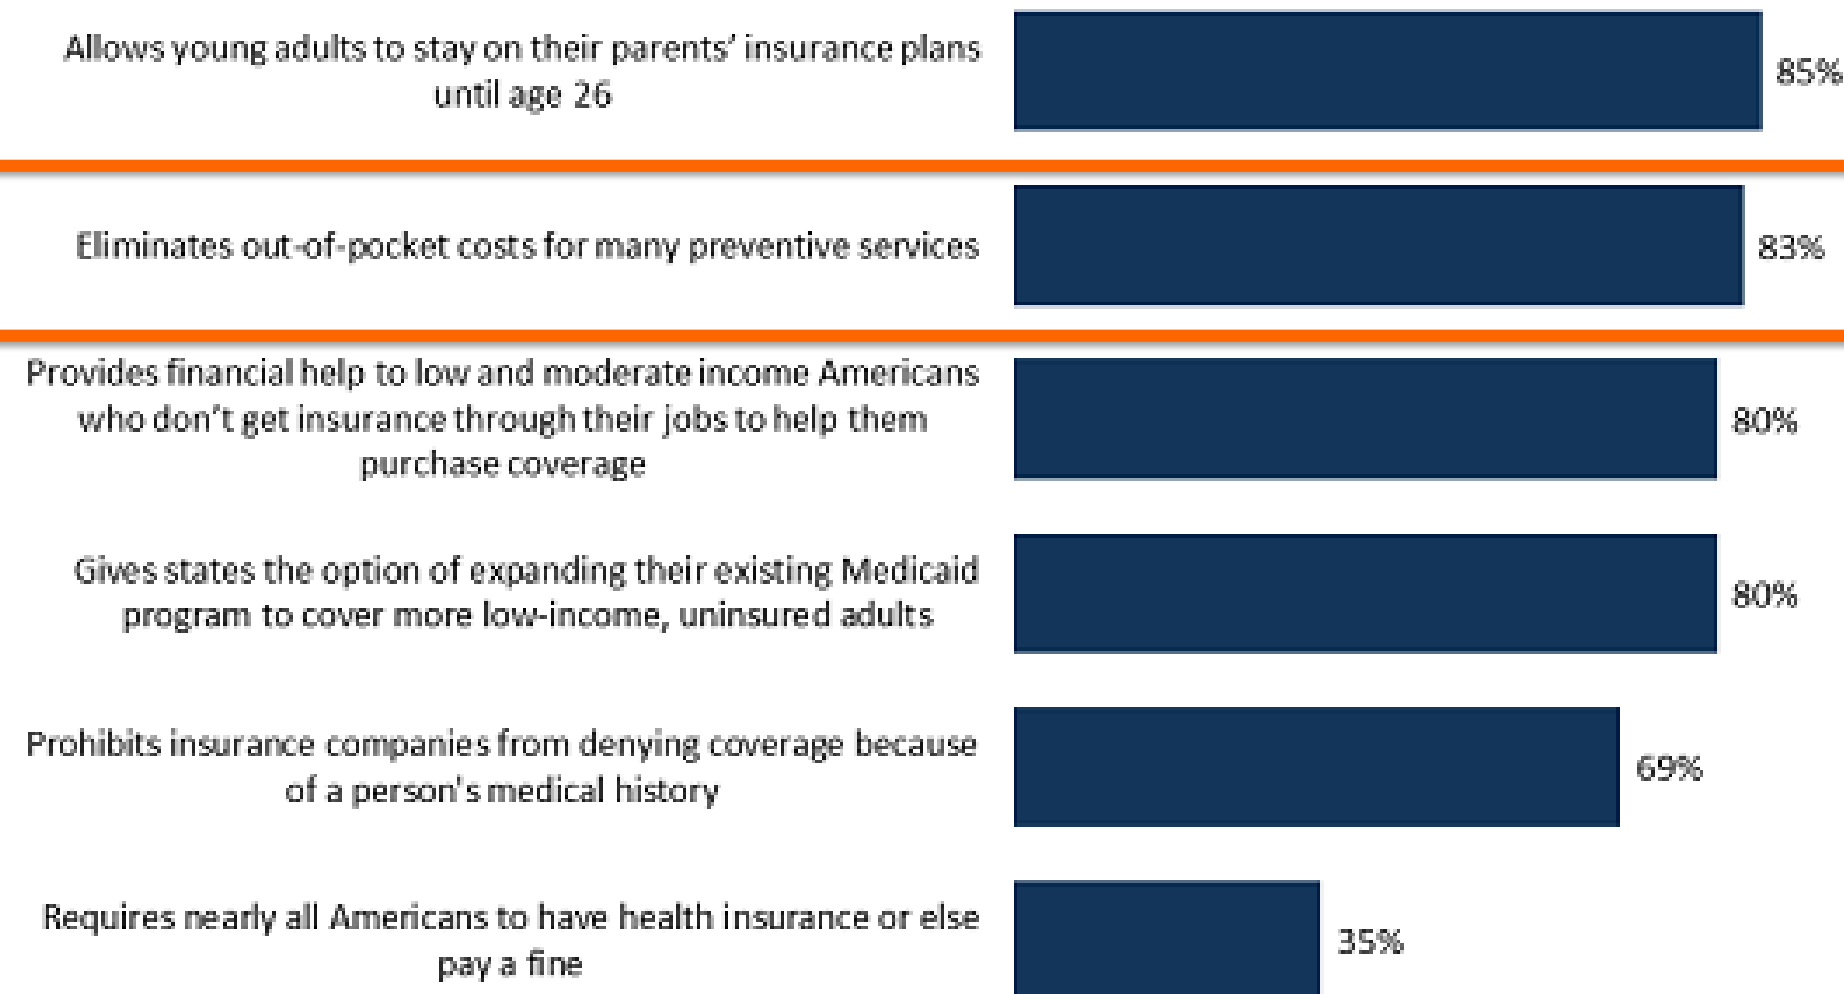 Allows young adults to stay on their parents’ insurance plans
until age 26
85%
Eliminates out-of-pocket costs for many preventive services
83%
Provides financial help to low and moderate income Americans
who don’t get insurance through their jobs to help them
purchase coverage
80%
Gives states the option of expanding their existing Medicaid
program to cover more low-income, uninsured adults
80%
Prohibits insurance companies from denying coverage because
of a person's medical history
69%
Requires nearly all Americans to have health insurance or else
pay a fine
35%